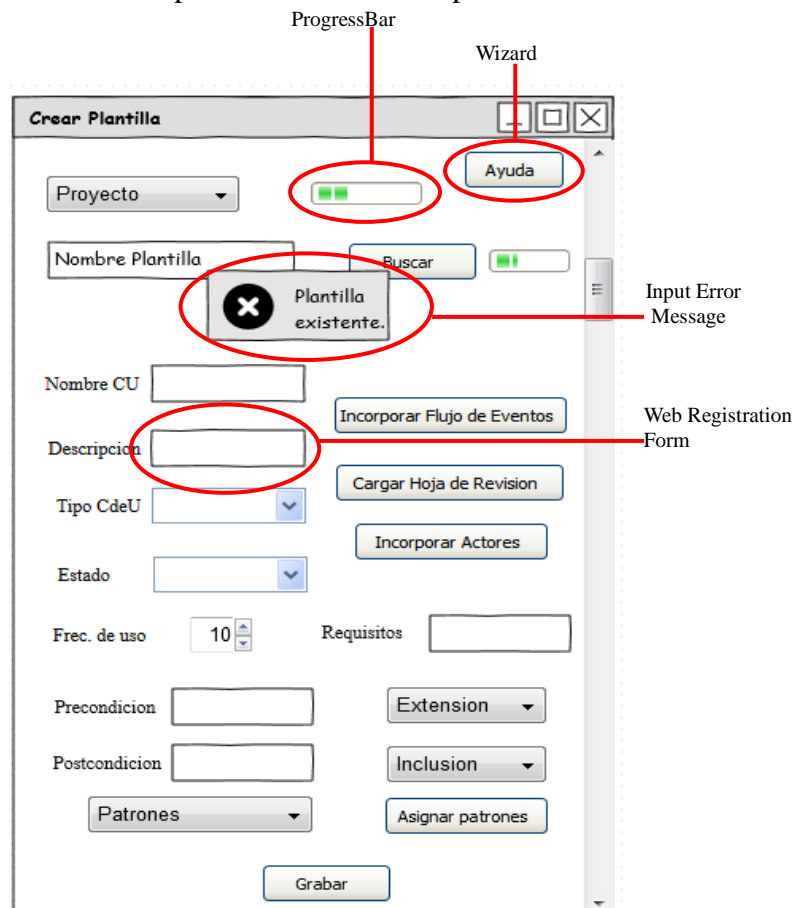 ProgressBar
Wizard
Crear Plantilla
Ayuda
Proyecto
Nombre Plantilla
Buscar
Plantilla
existente.
Input Error
Message
Nombre CU
Incorporar Flujo de Eventos
Web Registration
Form
Descripcion
Cargar Hoja de Revision
Tipo CdeU
Incorporar Actores
Estado
Frec. de uso
10
Requisitos
Precondicion
Extension
Postcondicion
Inclusion
Patrones
Asignar patrones
Grabar